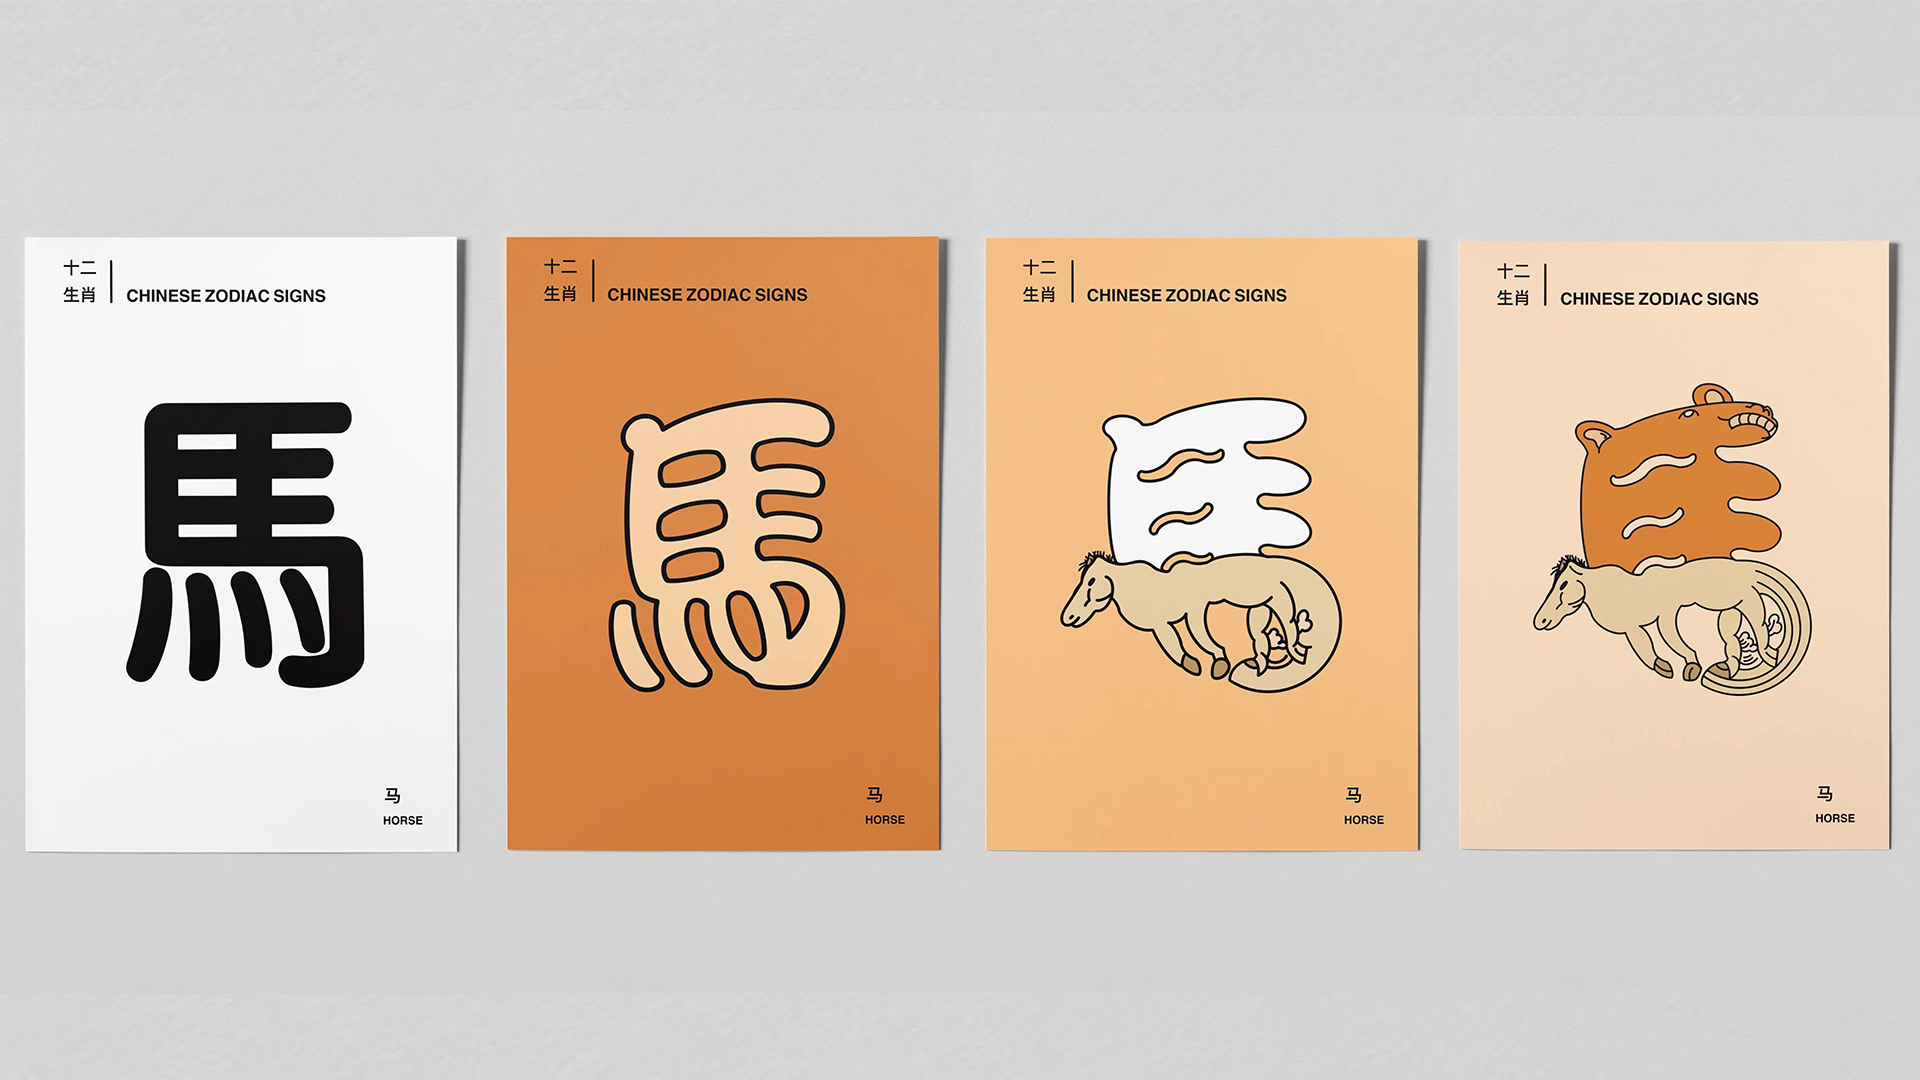 十二
生肖
CHINESE ZODIAC SIGNS
馬
马
HORSE
十二
生肖
CHINESE ZODIAC SIGNS
馬
马
HORSE
十二
生肖
CHINESE ZODIAC SIGNS
马
HORSE
十二
生肖
CHINESE ZODIAC SIGNS
马
HORSE